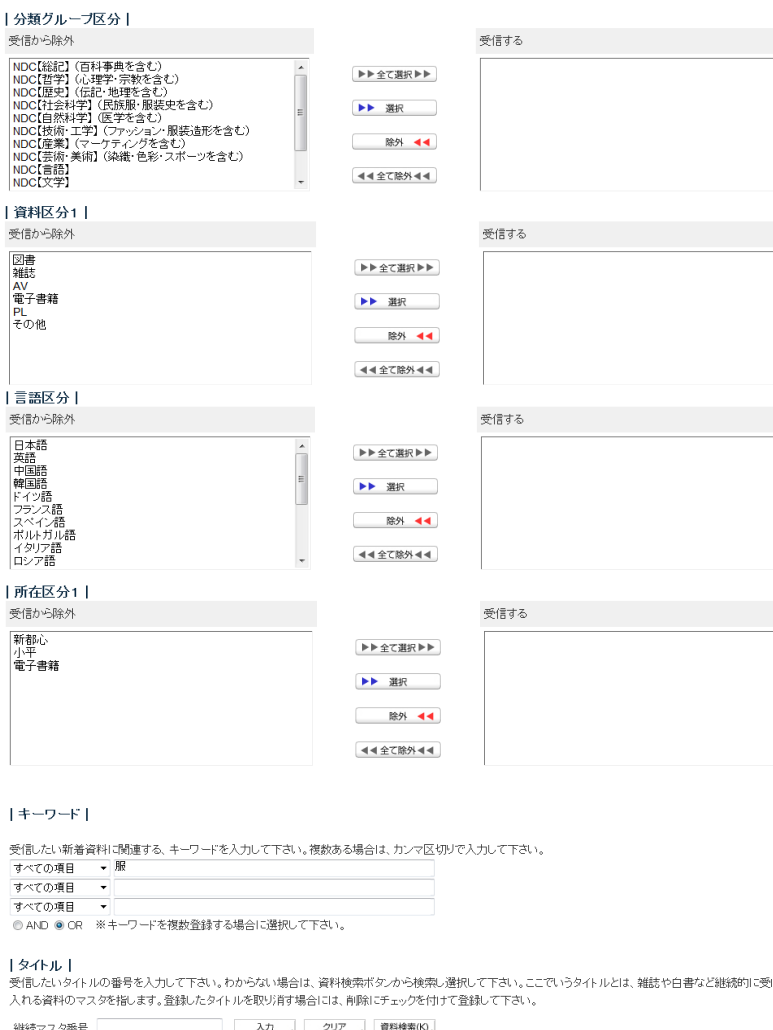 | 分類グループ区分 |
受信から除外
受信する
NDC【総記】(百科事典を含む)
NDC【哲学】(心理学・宗教を含む)
NDC【歴史】(伝記・地理を含む)
NDC【社会科学】(民族服・服装史を含む)
NDC【自然科学】(医学を含む)
NDC【技術・工学】(ファッション・服装造形を含む)
NDC【産業】(マーケティングを含む)
NDC【芸術・美術】(染織・色彩・スポーツを含む)
NDC【言語】
NDC【文学】
▶▶全て選択▶▶
▶▶ 選択
除外 ◀◀
◀◀全て除外◀◀
| 資料区分1 |
受信から除外
受信する
図書
雑誌
AV
電子書籍
PL
その他
▶▶全て選択▶▶
▶▶ 選択
除外 ◀◀
◀◀全て除外◀◀
| 言語区分 |
受信から除外
受信する
日本語
英語
中国語
韓国語
ドイツ語
フランス語
スペイン語
ポルトガル語
イタリア語
ロシア語
▶▶全て選択▶▶
▶▶ 選択
除外 ◀◀
◀◀全て除外◀◀
| 所在区分1 |
受信から除外
受信する
新都心
小平
電子書籍
▶▶全て選択▶▶
▶▶ 選択
除外 ◀◀
◀◀全て除外◀◀
| キーワード |
受信したい新着資料に関連する、キーワードを入力して下さい。複数ある場合は、カンマ区切りで入力して下さい。
すべての項目 服
すべての項目
すべての項目
AND OR ※キーワードを複数登録する場合に選択して下さい。
| タイトル |
受信したいタイトルの番号を入力して下さい。わからない場合は、資料検索ボタンから検索し選択して下さい。ここでいうタイトルとは、雑誌や白書など継続的に受
入れる資料のマスタを指します。登録したタイトルを取り消す場合には、削除にチェックを付けて登録して下さい。
継続マスタ番号 入力 クリア 資料検索(K)